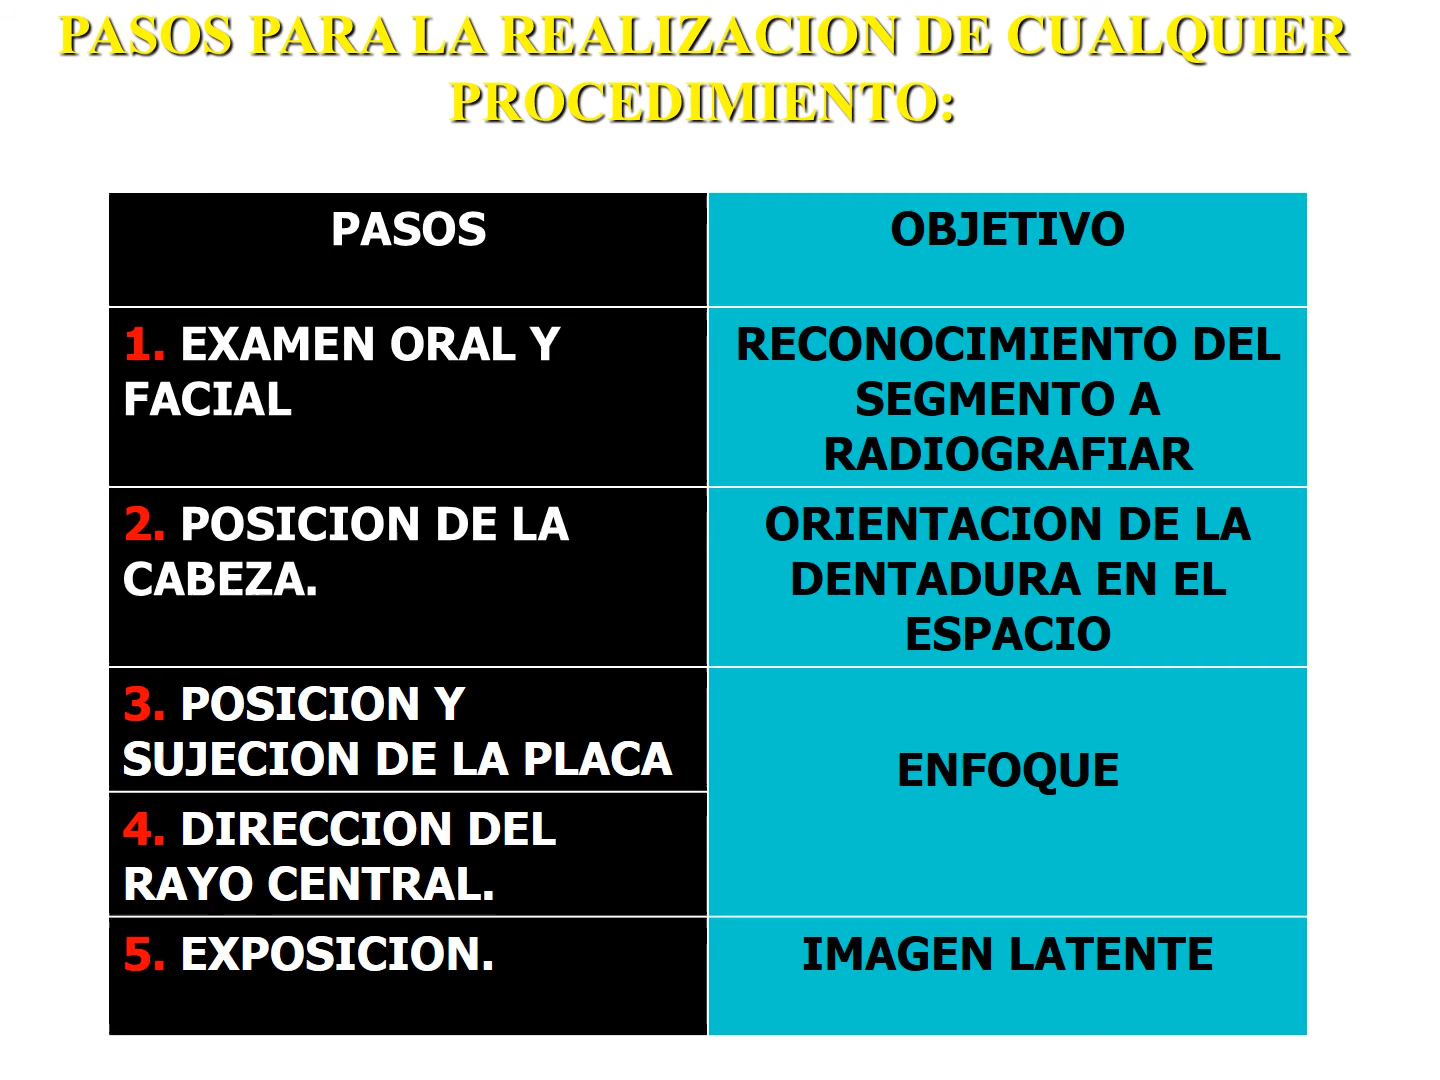 PASOS PARA LA REALIZACION DE CUALQUIER
PROCEDIMIENTO:
PASOS
OBJETIVO
1. EXAMEN ORAL Y
FACIAL
RECONOCIMIENTO DEL
SEGMENTO A
RADIOGRAFIAR
2. POSICION DE LA
CABEZA.
ORIENTACION DE LA
DENTADURA EN EL
ESPACIO
3. POSICION Y
SUJECION DE LA PLACA
ENFOQUE
4. DIRECCION DEL
RAYO CENTRAL.
5. EXPOSICION.
IMAGEN LATENTE